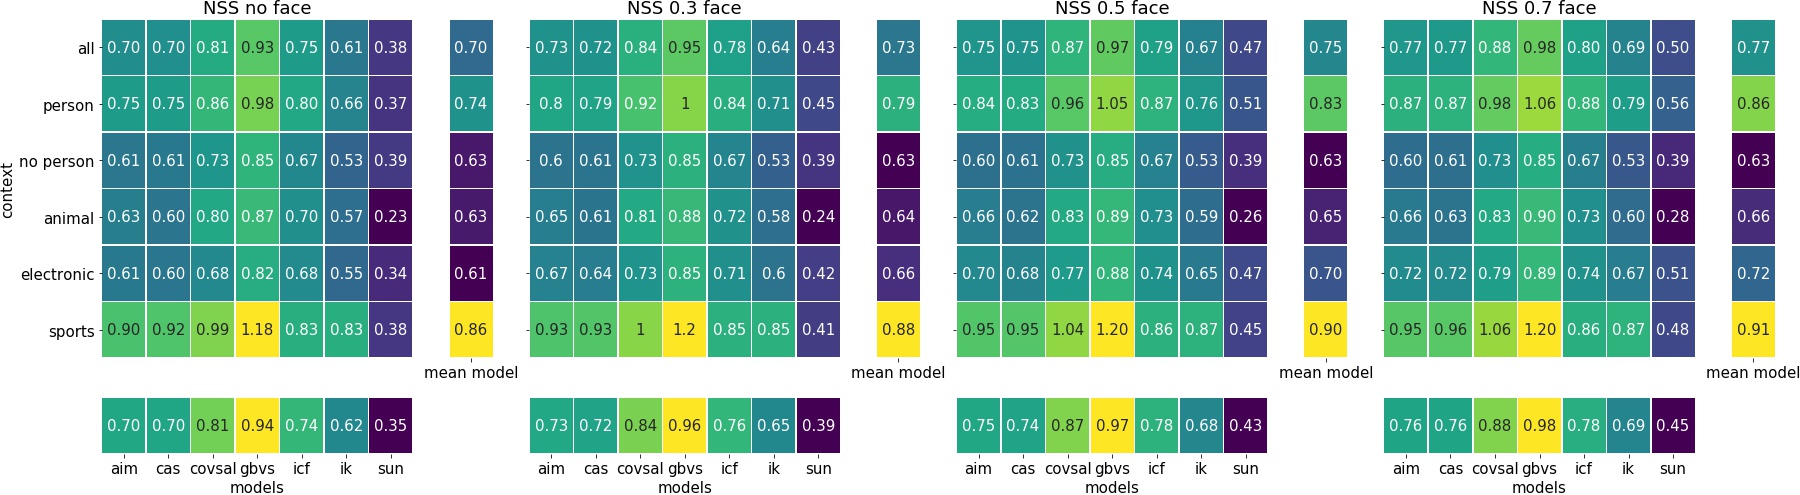 NSS no face NSS 0.3 face NSS 0.5 face NSS 0.7 face
all 0.70 0.70 0.81 0.93 0.75 0.61 0.38 0.70 0.73 0.72 0.84 0.95 0.78 0.64 0.43 0.73 0.75 0.75 0.87 0.97 0.79 0.67 0.47 0.75 0.77 0.77 0.88 0.98 0.80 0.69 0.50 0.77
person 0.75 0.75 0.86 0.98 0.80 0.66 0.37 0.74 0.8 0.79 0.92 1 0.84 0.71 0.45 0.79 0.84 0.83 0.96 1.05 0.87 0.76 0.51 0.83 0.87 0.87 0.98 1.06 0.88 0.79 0.56 0.86
no person 0.61 0.61 0.73 0.85 0.67 0.53 0.39 0.63 0.6 0.61 0.73 0.85 0.67 0.53 0.39 0.63 0.60 0.61 0.73 0.85 0.67 0.53 0.39 0.63 0.60 0.61 0.73 0.85 0.67 0.53 0.39 0.63
context
animal 0.63 0.60 0.80 0.87 0.70 0.57 0.23 0.63 0.65 0.61 0.81 0.88 0.72 0.58 0.24 0.64 0.66 0.62 0.83 0.89 0.73 0.59 0.26 0.65 0.66 0.63 0.83 0.90 0.73 0.60 0.28 0.66
electronic 0.61 0.60 0.68 0.82 0.68 0.55 0.34 0.61 0.67 0.64 0.73 0.85 0.71 0.6 0.42 0.66 0.70 0.68 0.77 0.88 0.74 0.65 0.47 0.70 0.72 0.72 0.79 0.89 0.74 0.67 0.51 0.72
sports 0.90 0.92 0.99 1.18 0.83 0.83 0.38 0.86 0.93 0.93 1 1.2 0.85 0.85 0.41 0.88 0.95 0.95 1.04 1.20 0.86 0.87 0.45 0.90 0.95 0.96 1.06 1.20 0.86 0.87 0.48 0.91
mean model mean model mean model mean model
0.70 0.70 0.81 0.94 0.74 0.62 0.35 0.73 0.72 0.84 0.96 0.76 0.65 0.39 0.75 0.74 0.87 0.97 0.78 0.68 0.43 0.76 0.76 0.88 0.98 0.78 0.69 0.45
aim cas covsal gbvs icf ik sun aim cas covsal gbvs icf ik sun aim cas covsal gbvs icf ik sun aim cas covsal gbvs icf ik sun
models models models models